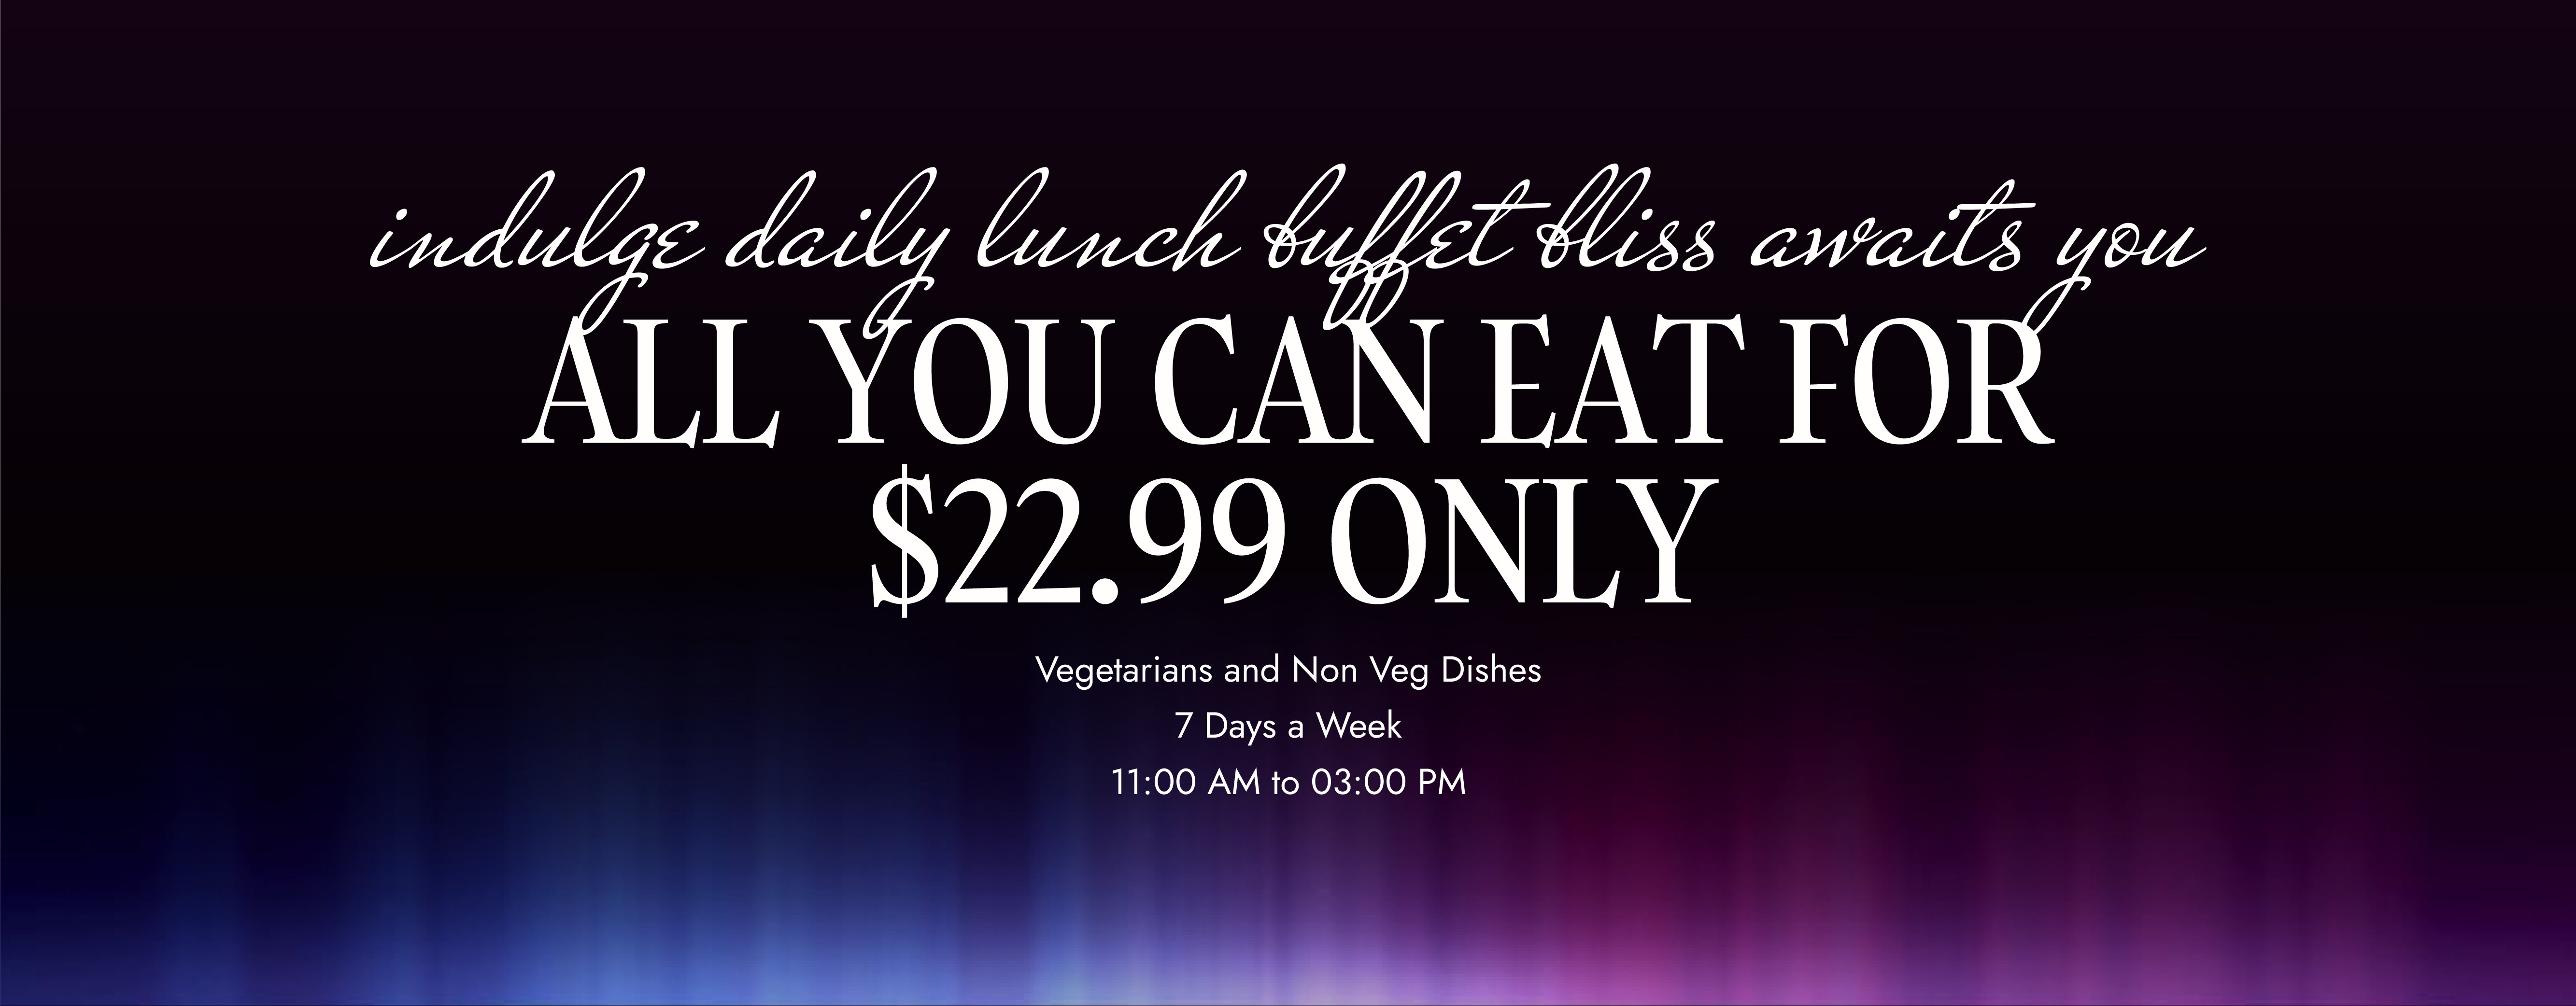 indulge daily lunch buffet bliss awaits you
ALL YOU CAN EAT FOR
$22.99 ONLY
Vegetarians and Non Veg Dishes
7 Days a Week
11:00 AM to 03:00 PM